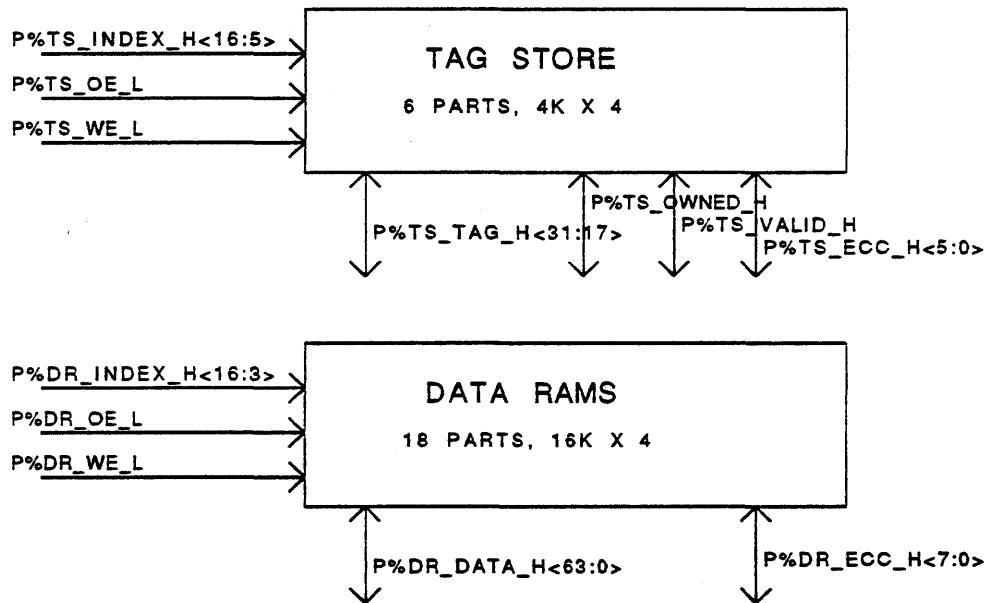 P%TS_INDEX_H<16:5>
TAG STORE
P%TS_OE_L
6 PARTS, 4K X 4
P%TS_WE_L
P%TS_OWNED_H
P%TS_TAG_H<31:17>
P%TS_VALID_H
P%TS_ECC_H<5:0>
P%DR_INDEX_H<16:3>
DATA RAMS
P%DR_OE_L
18 PARTS, 16K X 4
P%DR_WE_L
P%DR_DATA_H<63:0>
P%DR_ECC_H<7:0>